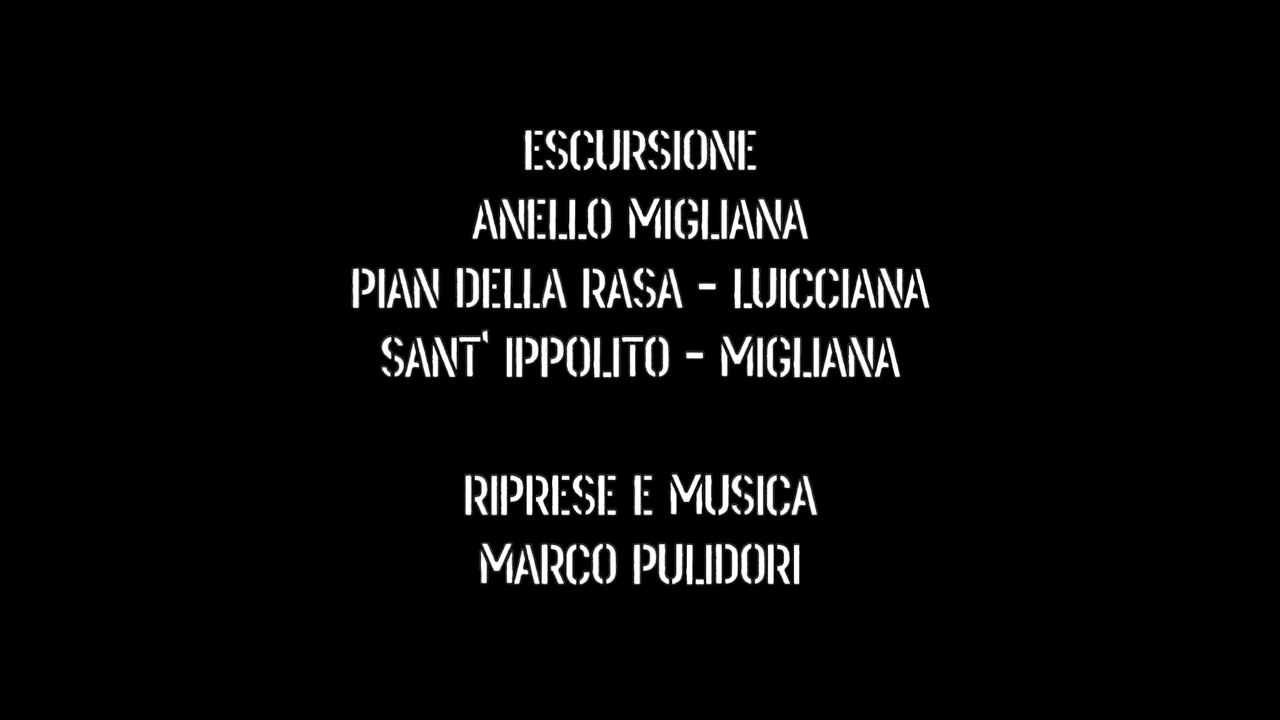 ESCURSIONE
ANELLO MIGLIANA
PIAN DELLA RASA - LUICCIANA
SANT' IPPOLITO - MIGLIANA
RIPRESE E MUSICA
MARCO PULIDORI